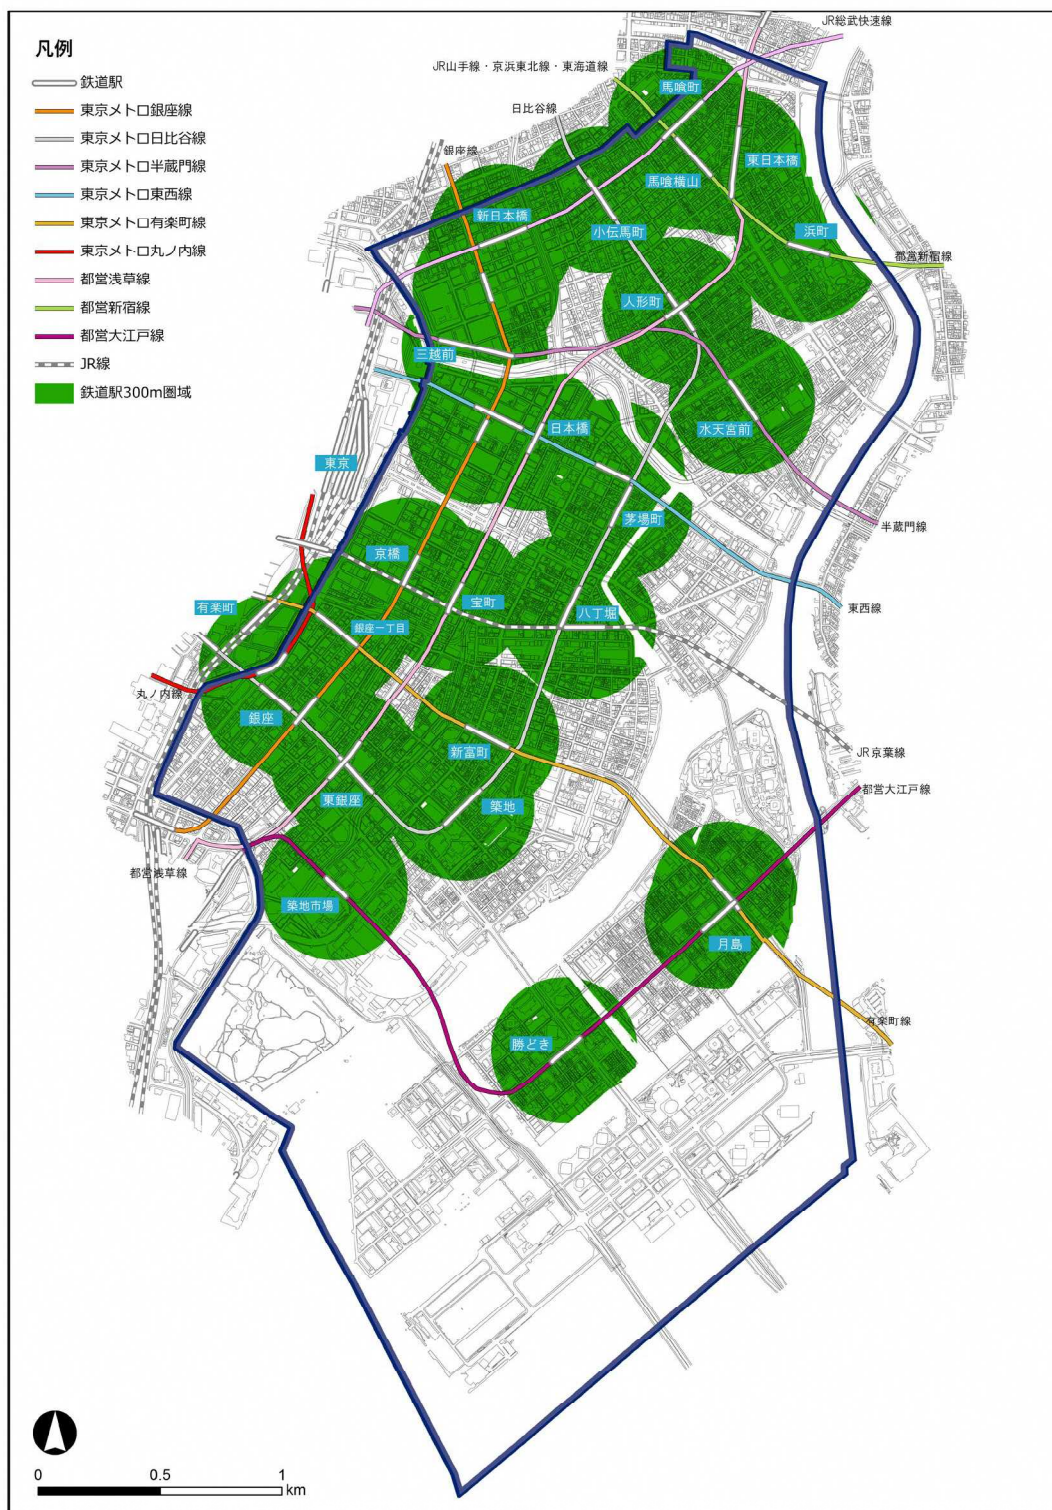 凡例
鉄道駅
東京メトロ銀座線
東京メトロ日比谷線
東京メトロ半蔵門線
東京メトロ東西線
東京メトロ有楽町線
東京メトロ丸ノ内線
都営浅草線
都営新宿線
都営大江戸線
JR線
鉄道駅300m圏域
JR総武快速線
JR山手線・京浜東北線・東海道線
馬喰町
日比谷線
銀座線
東日本橋
馬喰横山
新日本橋
小伝馬町
浜町
都営新宿線
人形町
三越前
日本橋
水天宮前
東京
茅場町
半蔵門線
京橋
宝町
有楽町
八丁堀
東西線
銀座一丁目
丸ノ内線
銀座
新富町
JR京葉線
東銀座
築地
都営大江戸線
都営浅草線
築地市場
月島
有楽町線
勝どき
0
0.5
1
km